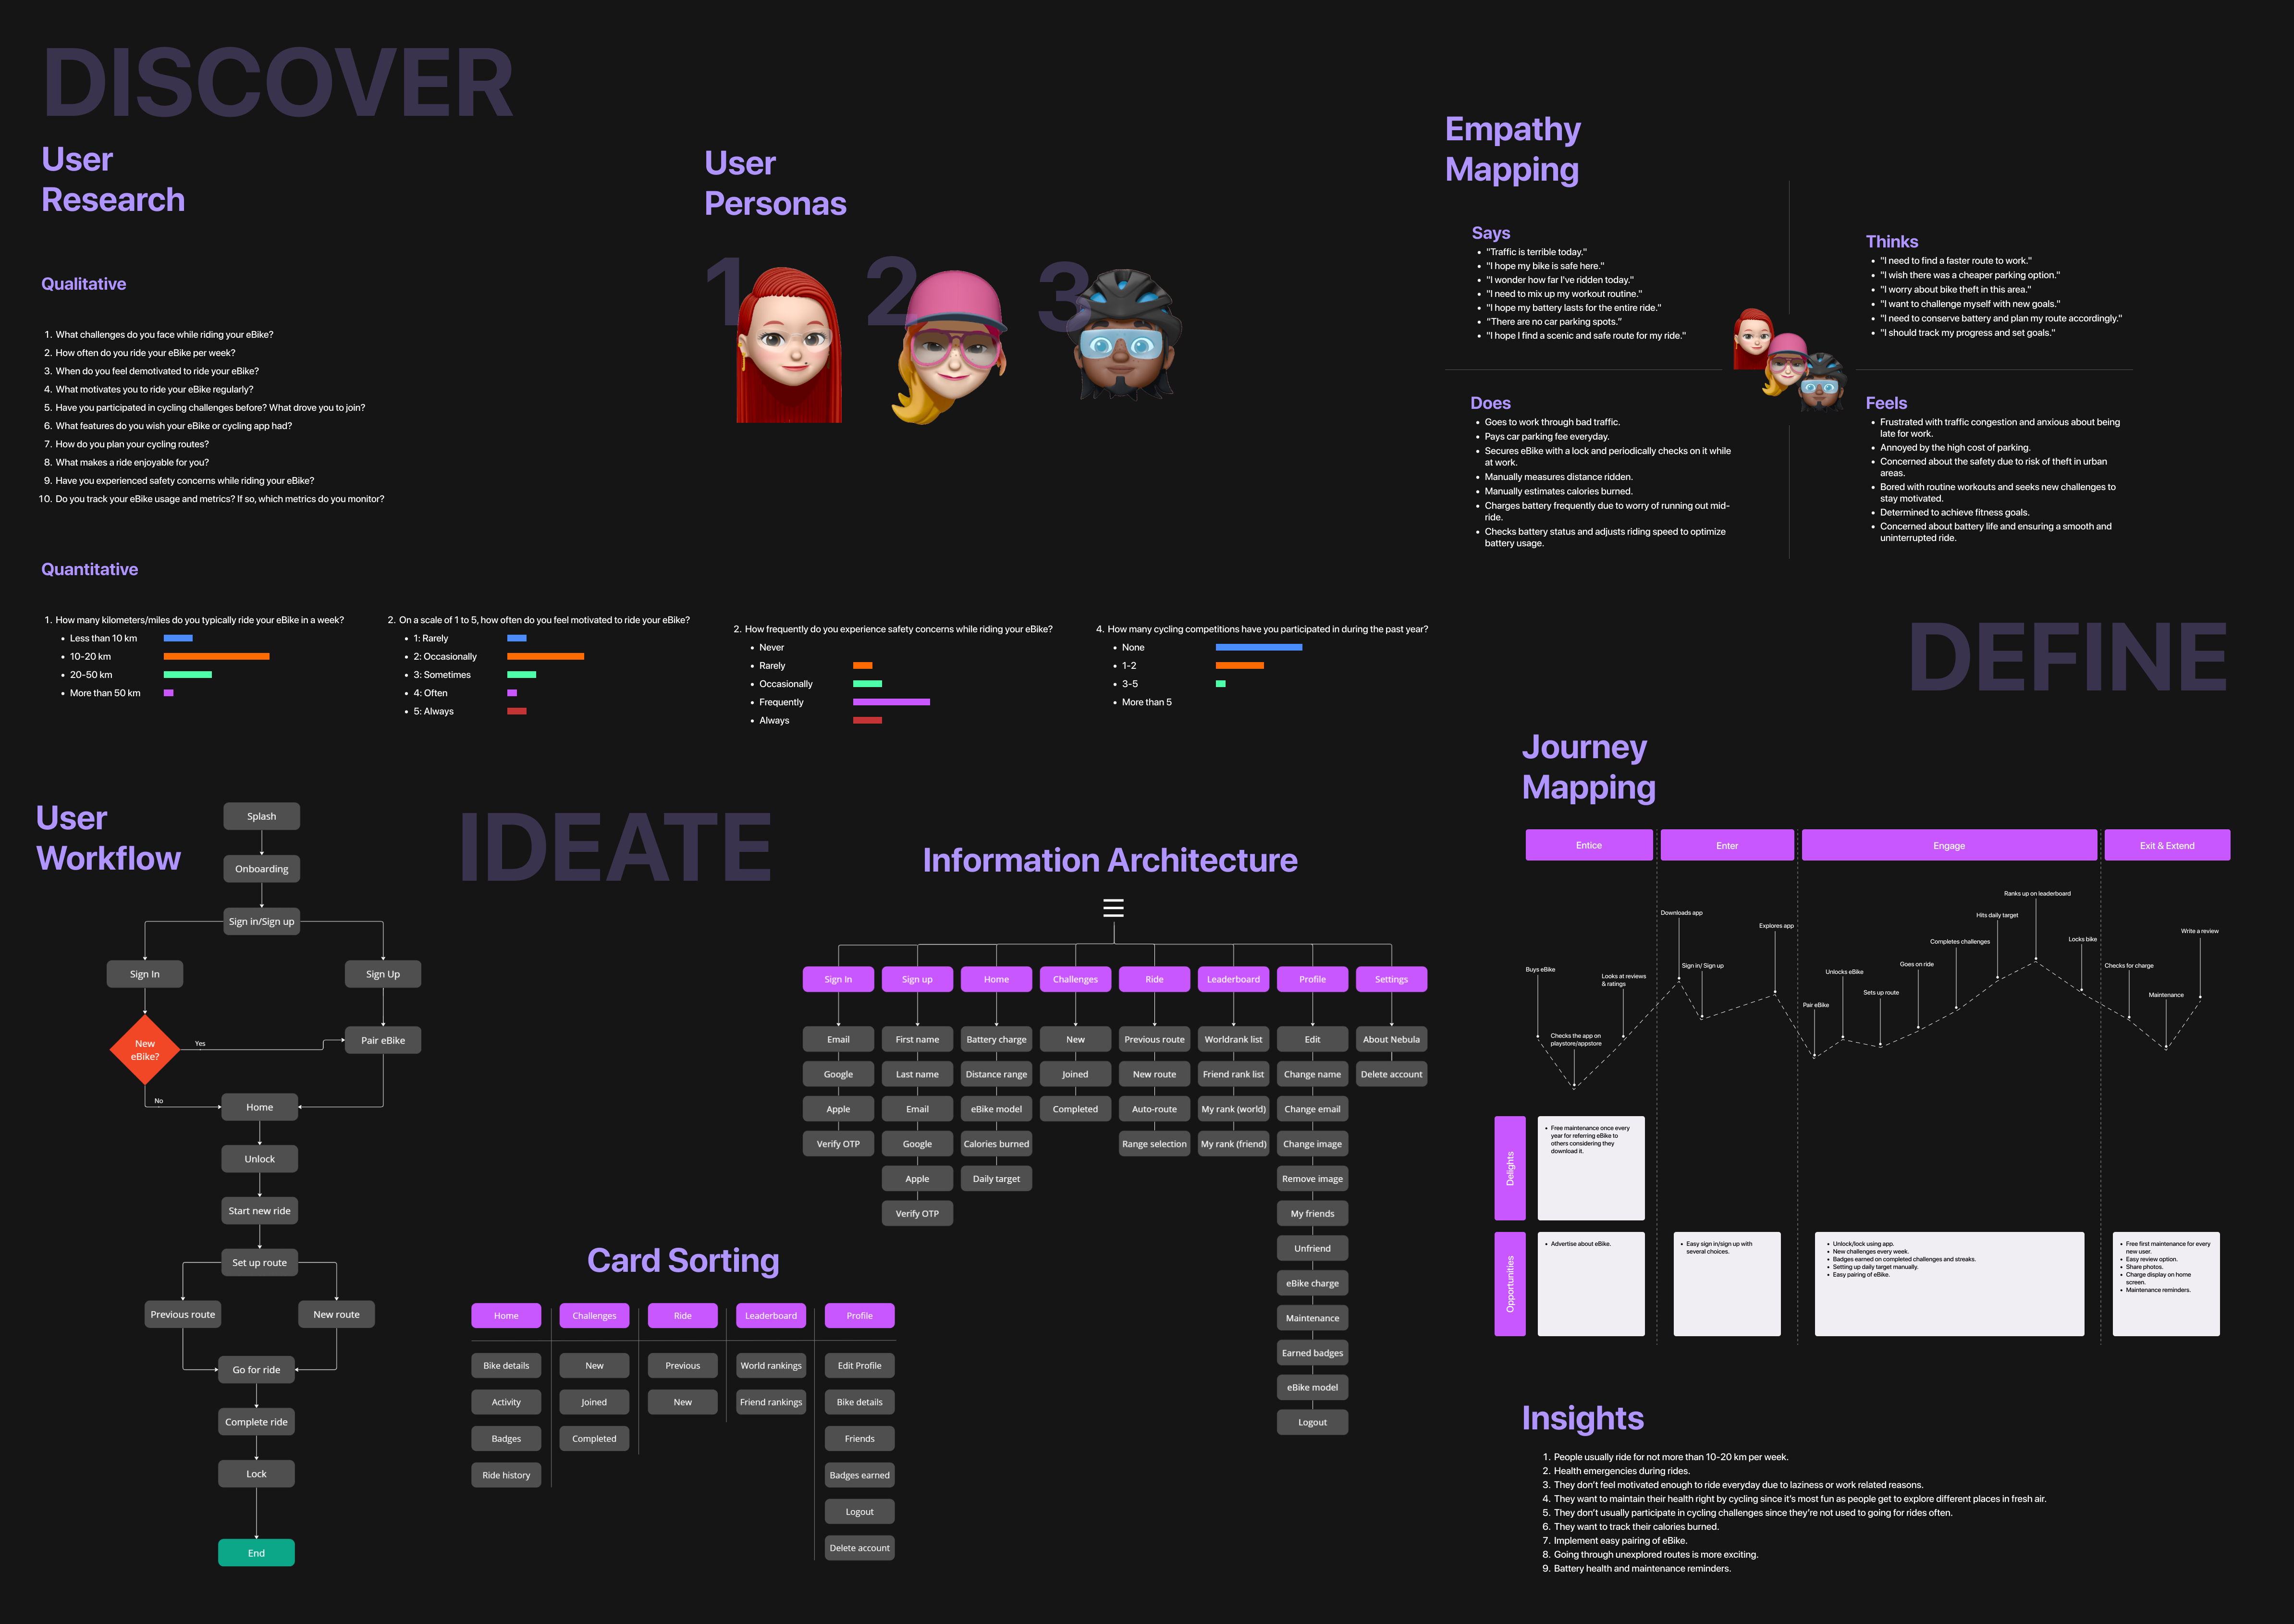 DISCOVER
User
Research
Qualitative
1. What challenges do you face while riding your eBike?
2. How often do you ride your eBike per week?
3. When do you feel demotivated to ride your eBike?
4. What motivates you to ride your eBike regularly?
5. Have you participated in cycling challenges before? What drove you to join?
6. What features do you wish your eBike or cycling app had?
7. How do you plan your cycling routes?
8. What makes a ride enjoyable for you?
9. Have you experienced safety concerns while riding your eBike?
10. Do you track your eBike usage and metrics? If so, which metrics do you monitor?
Quantitative
1. How many kilometers/miles do you typically ride your eBike in a week?
• Less than 10 km
• 10-20 km
• 20-50 km
• More than 50 km
2. On a scale of 1 to 5, how often do you feel motivated to ride your eBike?
• 1: Rarely
• 2: Occasionally
• 3: Sometimes
• 4: Often
• 5: Always
2. How frequently do you experience safety concerns while riding your eBike?
• Never
• Rarely
• Occasionally
• Frequently
• Always
4. How many cycling competitions have you participated in during the past year?
• None
• 1-2
• 3-5
• More than 5
User
Personas
1
2
3
Empathy
Mapping
Says
• "Traffic is terrible today."
• "I hope my bike is safe here."
• "I wonder how far I've ridden today."
• "I need to mix up my workout routine."
• "I hope my battery lasts for the entire ride."
• "There are no car parking spots."
• "I hope I find a scenic and safe route for my ride."
Thinks
• "I need to find a faster route to work."
• "I wish there was a cheaper parking option."
• "I worry about bike theft in this area."
• "I want to challenge myself with new goals."
• "I need to conserve battery and plan my route accordingly."
• "I should track my progress and set goals."
Does
• Goes to work through bad traffic.
• Pays car parking fee everyday.
• Secures eBike with a lock and periodically checks on it while
at work.
• Manually measures distance ridden.
• Manually estimates calories burned.
• Charges battery frequently due to worry of running out mid-
ride.
• Checks battery status and adjusts riding speed to optimize
battery usage.
Feels
• Frustrated with traffic congestion and anxious about being
late for work.
• Annoyed by the high cost of parking.
• Concerned about the safety due to risk of theft in urban
areas.
• Bored with routine workouts and seeks new challenges to
stay motivated.
• Determined to achieve fitness goals.
• Concerned about battery life and ensuring a smooth and
uninterrupted ride.
DEFINE
Journey
Mapping
Entice
Enter
Engage
Exit & Extend
Buys eBike
Checks the app on
playstore/appstore
Looks at reviews
& ratings
Downloads app
Sign in/ Sign up
Explores app
Pair eBike
Unlocks eBike
Sets up route
Goes on ride
Completes challenges
Hits daily target
Ranks up on leaderboard
Locks bike
Checks for charge
Maintenance
Write a review
Delights
• Free maintenance once every
year for referring eBike to
others considering they
download it.
Opportunities
• Advertise about eBike.
• Easy sign in/sign up with
several choices.
• Unlock/lock using app.
• New challenges every week.
• Badges earned on completed challenges and streaks.
• Setting up daily target manually.
• Easy pairing of eBike.
• Free first maintenance for every
new user.
• Easy review option.
• Share photos.
• Charge display on home
screen.
• Maintenance reminders.
Insights
1. People usually ride for not more than 10-20 km per week.
2. Health emergencies during rides.
3. They don't feel motivated enough to ride everyday due to laziness or work related reasons.
4. They want to maintain their health right by cycling since it's most fun as people get to explore different places in fresh air.
5. They don't usually participate in cycling challenges since they're not used to going for rides often.
6. They want to track their calories burned.
7. Implement easy pairing of eBike.
8. Going through unexplored routes is more exciting.
9. Battery health and maintenance reminders.
IDEATE
User
Workflow
Splash
Onboarding
Sign in/Sign up
Sign In
Sign Up
New
eBike?
Yes
No
Pair eBike
Home
Unlock
Start new ride
Set up route
Previous route
New route
Go for ride
Complete ride
Lock
End
Information Architecture
Sign In
Email
Google
Apple
Verify OTP
Sign up
First name
Last name
Email
Google
Apple
Verify OTP
Home
Battery charge
Distance range
eBike model
Calories burned
Daily target
Challenges
New
Joined
Completed
Ride
Previous route
New route
Auto-route
Range selection
Leaderboard
Worldrank list
Friend rank list
My rank (world)
My rank (friend)
Profile
Edit
Change name
Change email
Change image
Remove image
My friends
Unfriend
eBike charge
Maintenance
Earned badges
eBike model
Logout
Settings
About Nebula
Delete account
Card Sorting
Home
Bike details
Activity
Badges
Ride history
Challenges
New
Joined
Completed
Ride
Previous
New
Leaderboard
World rankings
Friend rankings
Profile
Edit Profile
Bike details
Friends
Badges earned
Logout
Delete account